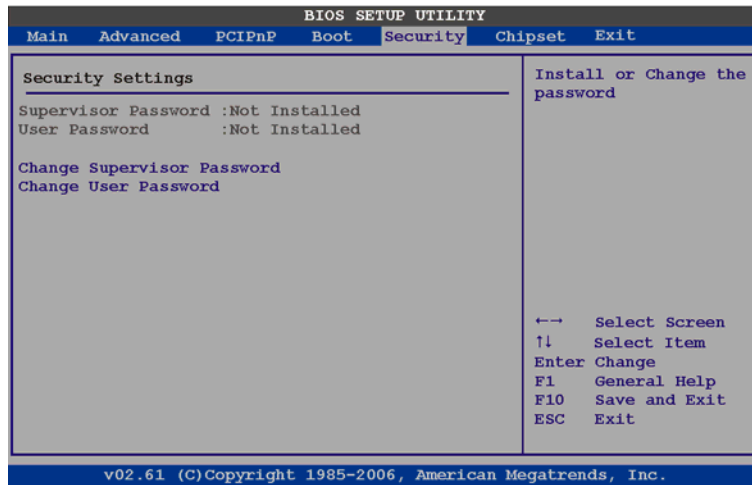 BIOS SETUP UTILITY
Main Advanced PCIPnP Boot Security Chipset Exit
Security Settings
Supervisor Password :Not Installed
User Password :Not Installed
Change Supervisor Password
Change User Password
Install or Change the
password
←→ Select Screen
↑↓ Select Item
Enter Change
F1 General Help
F10 Save and Exit
ESC Exit
v02.61 (C)Copyright 1985-2006, American Megatrends, Inc.